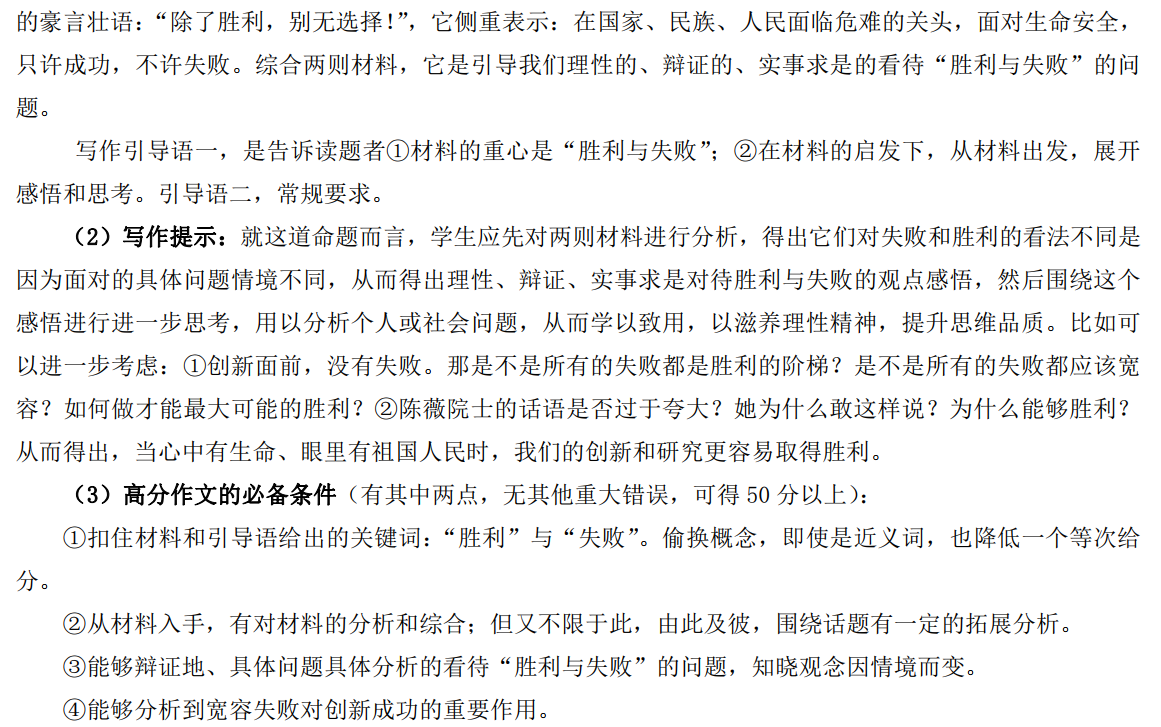 的豪言壮语：“除了胜利，别无选择！”，它侧重表示：在国家、民族、人民面临危难的关头，面对生命安全，
只许成功，不许失败。综合两则材料，它是引导我们理性的、辩证的、实事求是的看待“胜利与失败”的问
题。
写作引导语一，是告诉读题者①材料的重心是“胜利与失败”；②在材料的启发下，从材料出发，展开
感悟和思考。引导语二，常规要求。
（2）写作提示：就这道命题而言，学生应先对两则材料进行分析，得出它们对失败和胜利的看法不同是
因为面对的具体问题情境不同，从而得出理性、辩证、实事求是对待胜利与失败的观点感悟，然后围绕这个
感悟进行进一步思考，用以分析个人或社会问题，从而学以致用，以滋养理性精神，提升思维品质。比如可
以进一步考虑：①创新面前，没有失败。那是不是所有的失败都是胜利的阶梯？是不是所有的失败都应该宽
容？如何做才能最大可能的胜利？②陈薇院士的话语是否过于夸大？她为什么敢这样说？为什么能够胜利？
从而得出，当心中有生命、眼里有祖国人民时，我们的创新和研究更容易取得胜利。
（3）高分作文的必备条件（有其中两点，无其他重大错误，可得 50 分以上）：
①扣住材料和引导语给出的关键词：“胜利”与“失败”。偷换概念，即使是近义词，也降低一个等次给
分。
②从材料入手，有对材料的分析和综合；但又不限于此，由此及彼，围绕话题有一定的拓展分析。
③能够辩证地、具体问题具体分析的看待“胜利与失败”的问题，知晓观念因情境而变。
④能够分析到宽容失败对创新成功的重要作用。